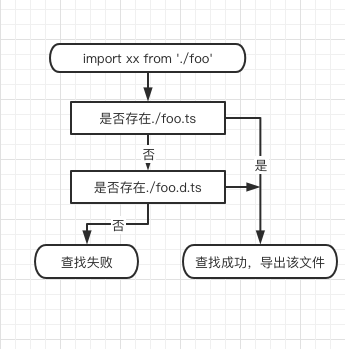 import xx from './foo'
是否存在./foo.ts
否
是
是否存在./foo.d.ts
否
查找失败
查找成功，导出该文件